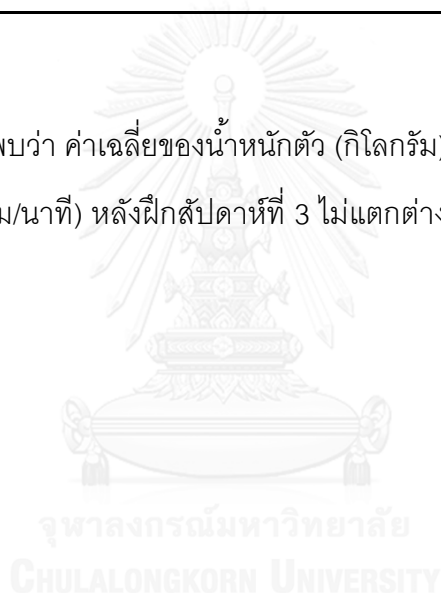 พบว่า ค่าเฉลี่ยของน้ำหนักตัว (กิโลกรัม)
ม/นาที) หลังฝึกสัปดาห์ที่ 3 ไม่แตกต่าง
จุฬาลงกรณ์มหาวิทยาลัย
CHULALONGKORN UNIVERSITY